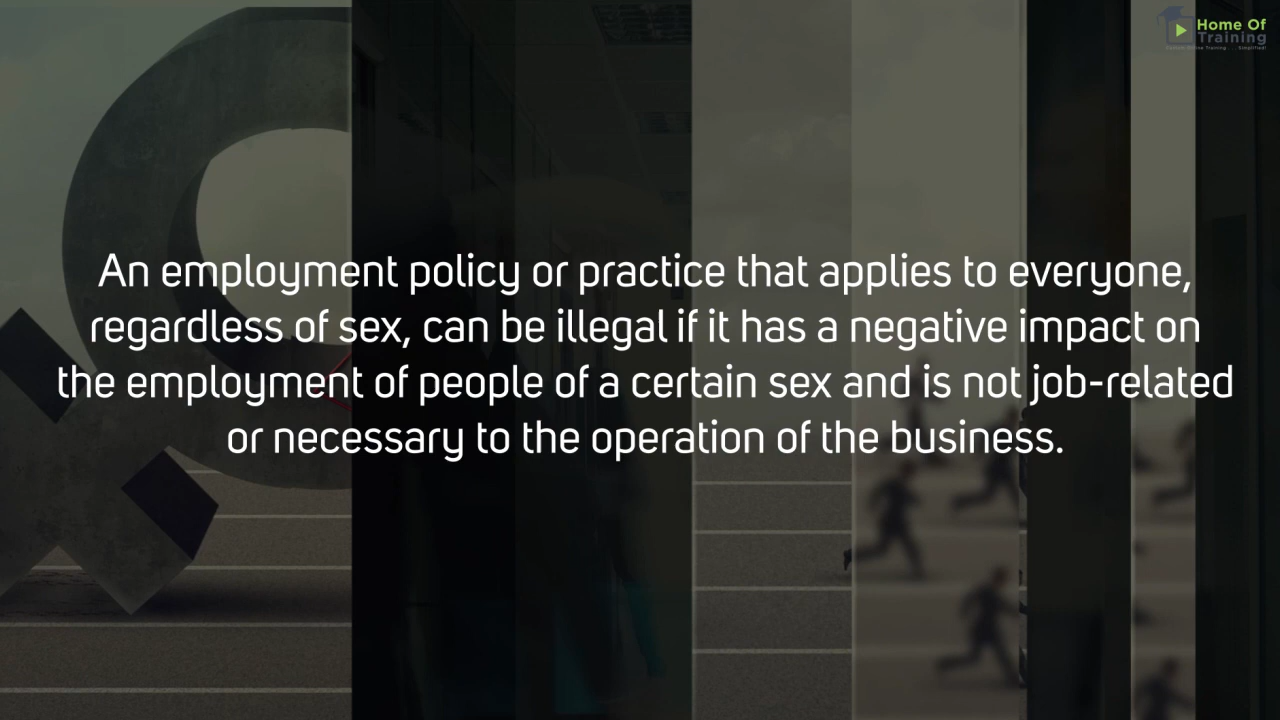 Home Of
Training
An employment policy or practice that applies to everyone,
regardless of sex, can be illegal if it has a negative impact on
the employment of people of a certain sex and is not job-related
or necessary to the operation of the business.